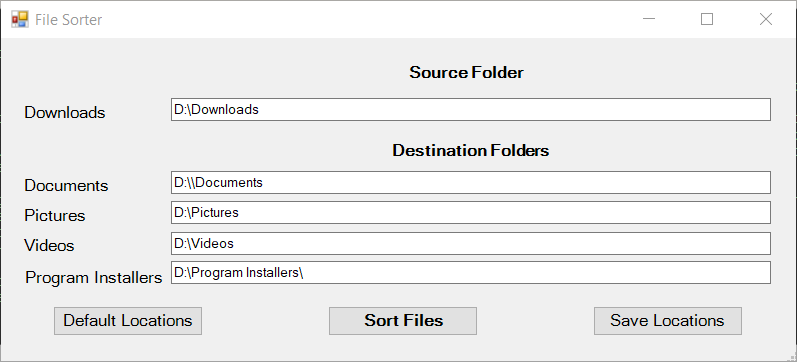 File Sorter
Source Folder
Downloads D:\Downloads
Destination Folders
Documents D:\\Documents
Pictures D:\Pictures
Videos D:\Videos
Program Installers D:\Program Installers\
Default Locations Sort Files Save Locations